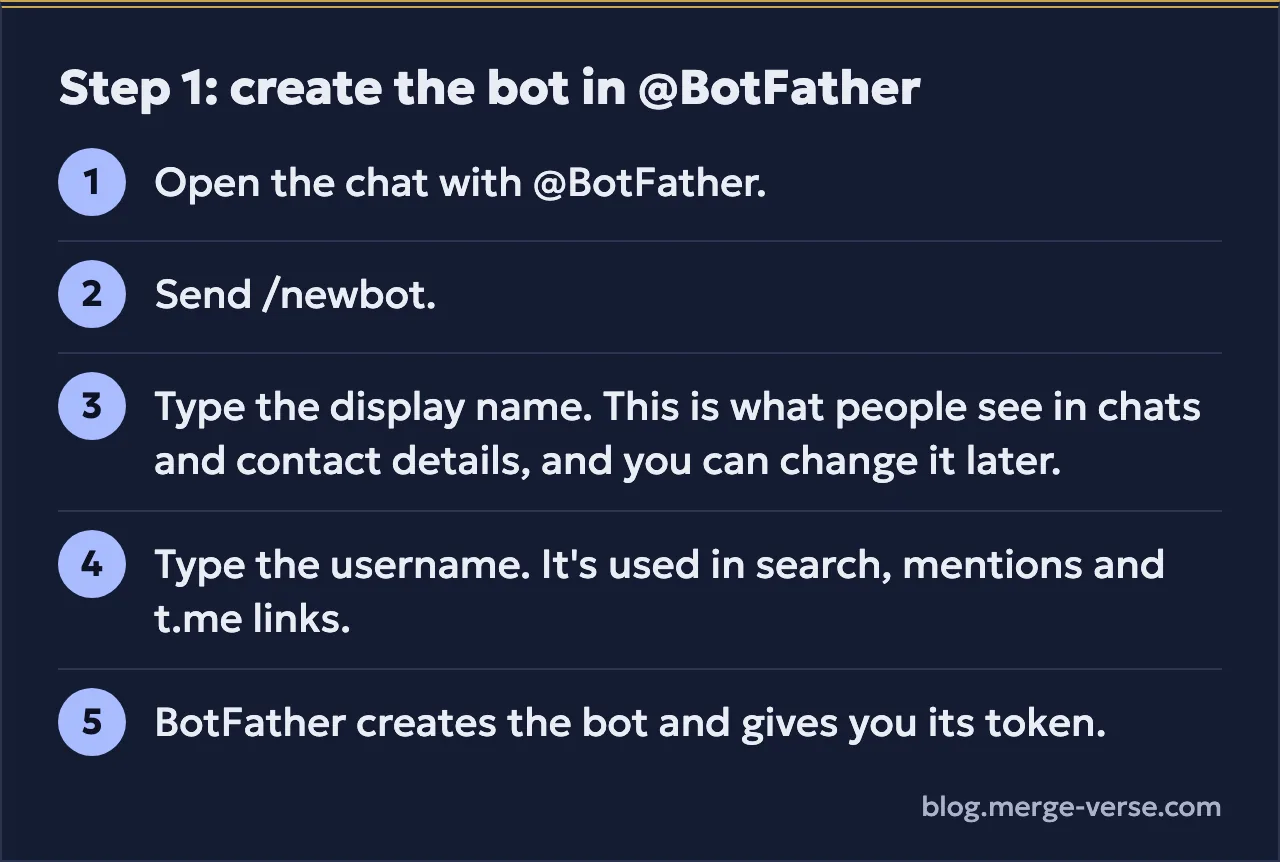 Step 1: create the bot in @BotFather
1 Open the chat with @BotFather.
2 Send /newbot.
3 Type the display name. This is what people see in chats
and contact details, and you can change it later.
4 Type the username. It's used in search, mentions and
t.me links.
5 BotFather creates the bot and gives you its token.
blog.merge-verse.com